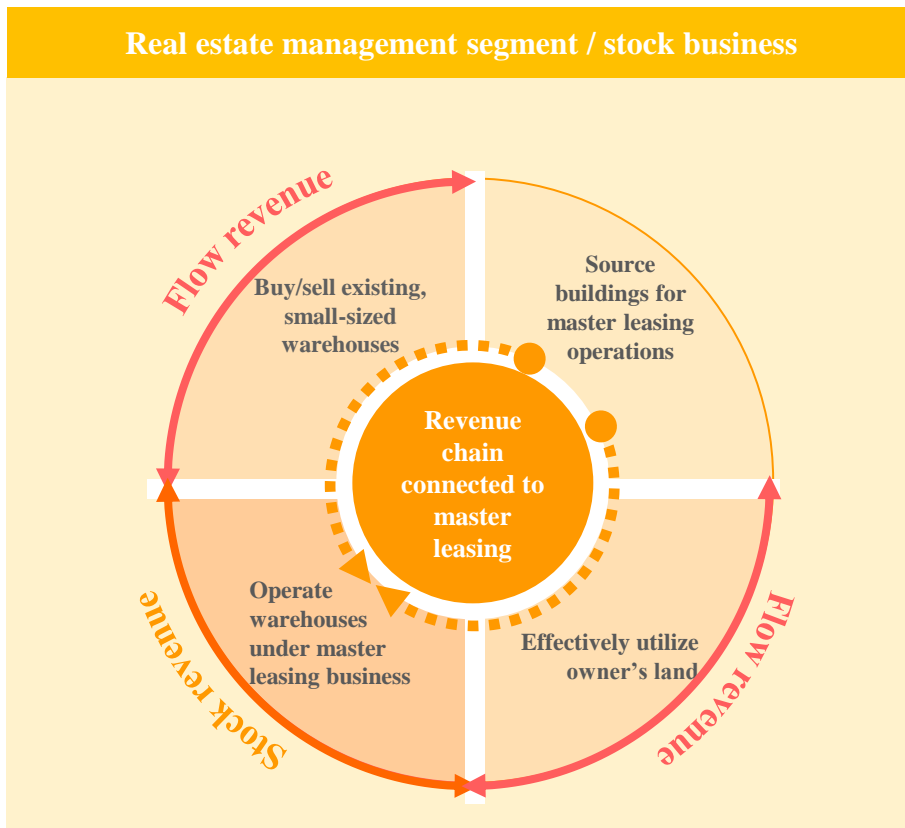 Real estate management segment / stock business
Flow revenue
Buy/sell existing,
small-sized
warehouses
Source
buildings for
master leasing
operations
Revenue
chain
connected to
master
leasing
Operate
warehouses
under master
leasing business
Effectively utilize
owner’s land
Stock revenue
Flow revenue